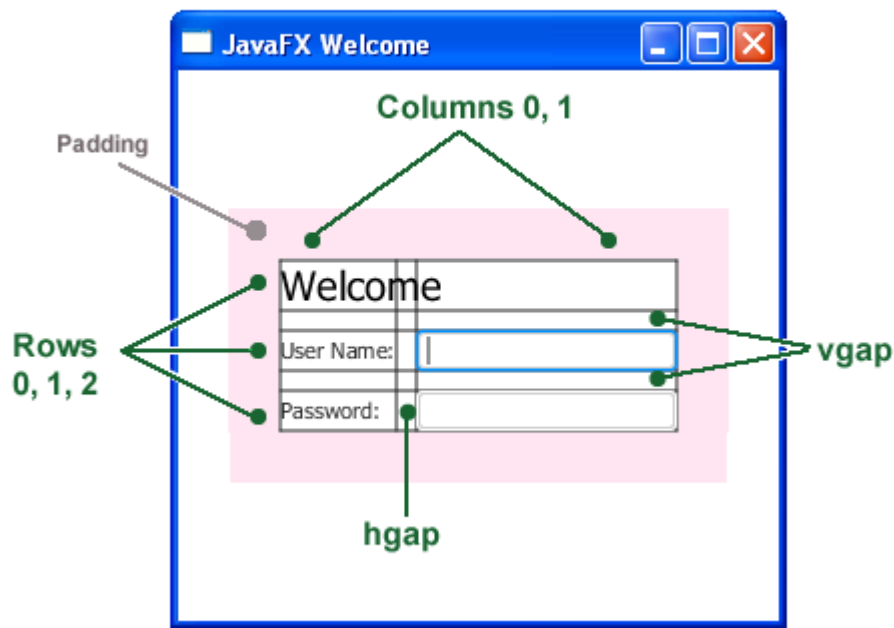 JavaFX Welcome
Columns 0, 1
Padding
Welcome
Rows
0, 1, 2
User Name:
vgap
Password:
hgap